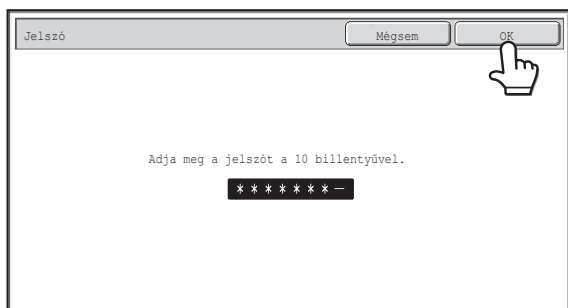 Jelszó Mégsem OK
Adja meg a jelszót a 10 billentyűvel.
*******—